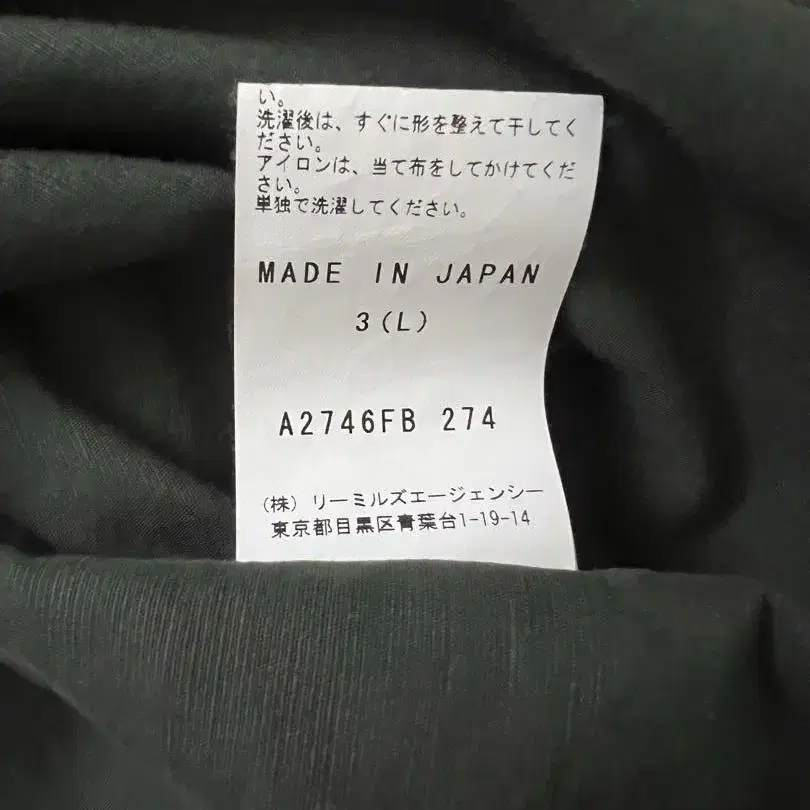 い。
洗濯後は、すぐに形を整えて干してく
ださい。
アイロンは、当て布をしてかけてくだ
さい。
単独で洗濯してください。
MADE IN JAPAN
3(L)
A2746FB 274
(株) リーミルズエージェンシー
東京都目黒区青葉台1-19-14